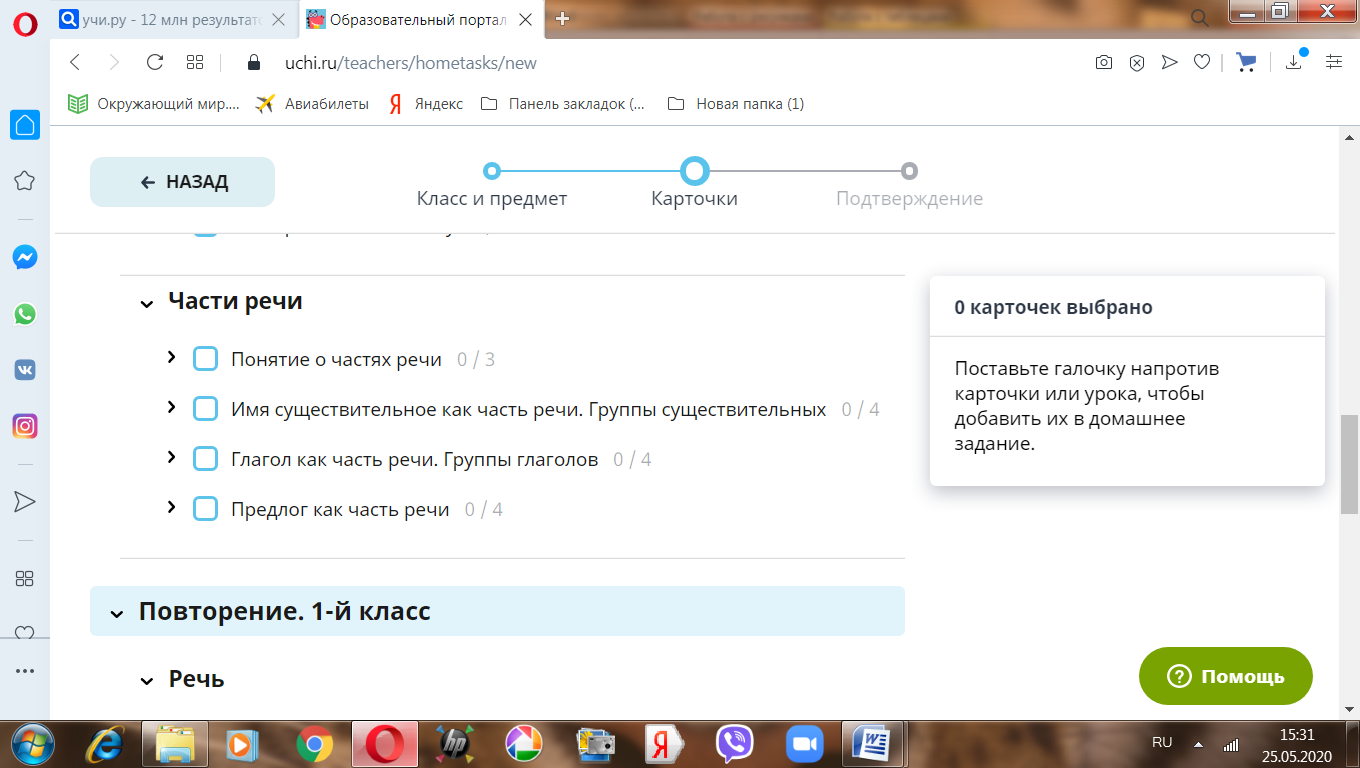 учи.ру - 12 млн результато
Образовательный портал
uchi.ru/teachers/hometasks/new
Окружающий мир.... Авиабилеты Яндекс Панель закладок (... Новая папка (1)
НАЗАД
Класс и предмет Карточки Подтверждение
Части речи
Понятие о частях речи 0 / 3
Имя существительное как часть речи. Группы существительных 0 / 4
Глагол как часть речи. Группы глаголов 0 / 4
Предлог как часть речи 0 / 4
0 карточек выбрано
Поставьте галочку напротив
карточки или урока, чтобы
добавить их в домашнее
задание.
Повторение. 1-й класс
Речь
Помощь
RU
15:31
25.05.2020